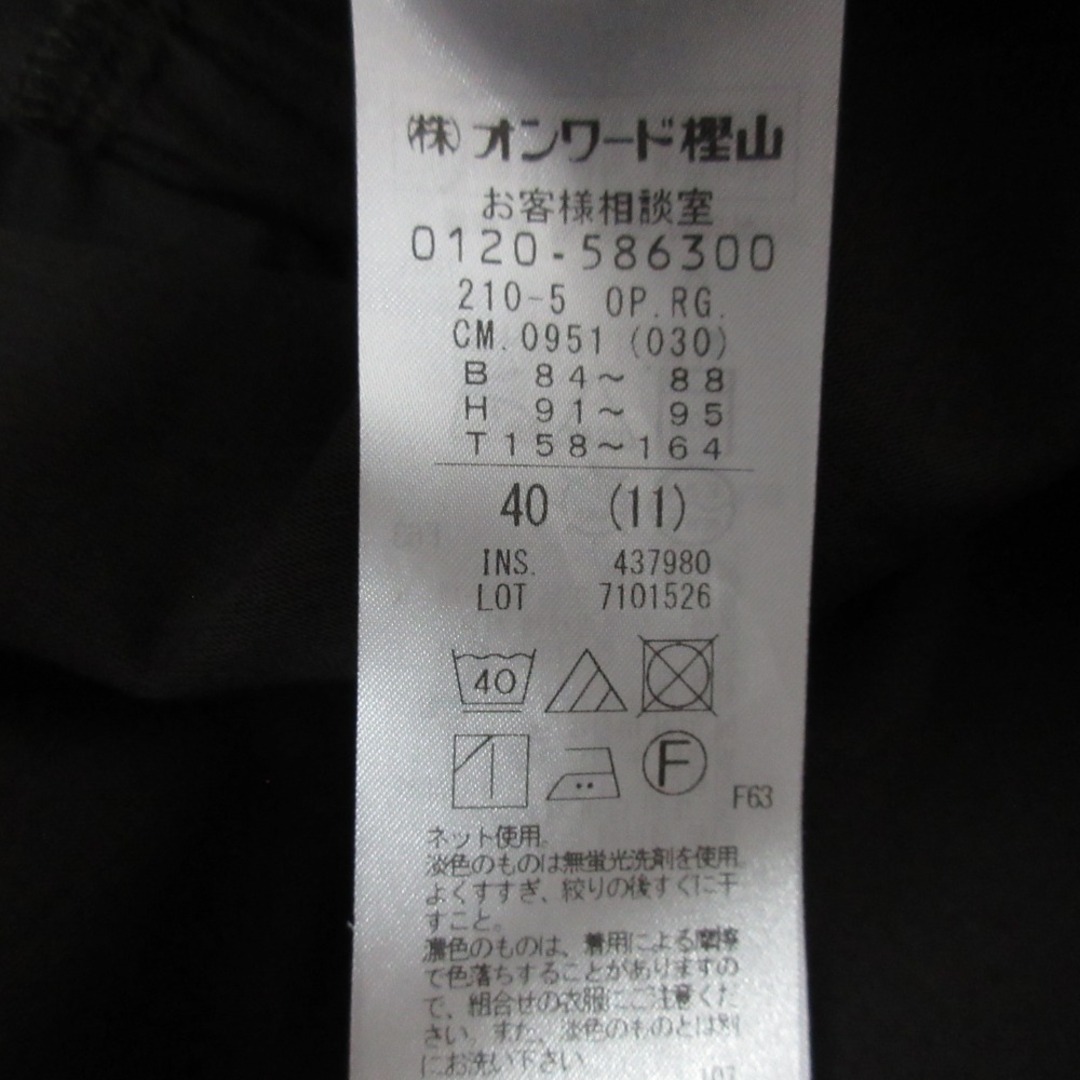 ㈱オンワード樫山
お客様相談室
0120-586300
210-5 OP.RG.
CM.0951 (030)
B 84～ 88
H 91～ 95
T158～164
40 (11)
INS. 437980
LOT 7101526
40
F
F63
ネット使用。
淡色のものは無蛍光洗剤を使用。
よくすすぎ、絞りの後すぐに干
すこと。
濃色のものは、着用による摩擦
で色落ちすることがありますの
で、組合せの衣服にご注意くだ
さい。また、淡色のものとは別
にお洗い下さい。